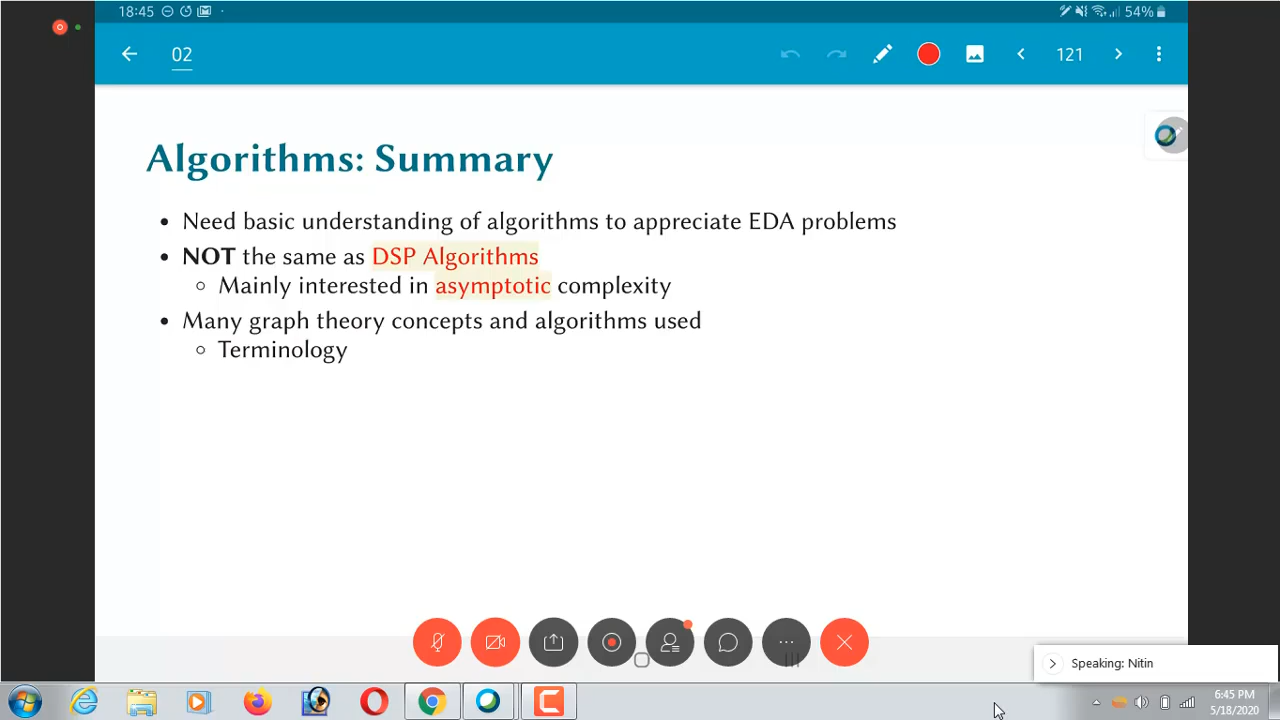 18:45
54%
02
121
Algorithms: Summary
• Need basic understanding of algorithms to appreciate EDA problems
• NOT the same as DSP Algorithms
○ Mainly interested in asymptotic complexity
• Many graph theory concepts and algorithms used
○ Terminology
Speaking: Nitin
6:45 PM
5/18/2020